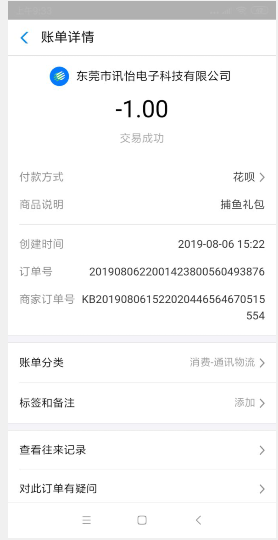 账单详情
东莞市讯怡电子科技有限公司
-1.00
交易成功
付款方式 花呗
商品说明 捕鱼礼包
创建时间 2019-08-06 15:22
订单号 2019080622001423800560493876
商家订单号 KB201908061522020446564670515
554
账单分类 消费-通讯物流
标签和备注 添加
查看往来记录
对此订单有疑问